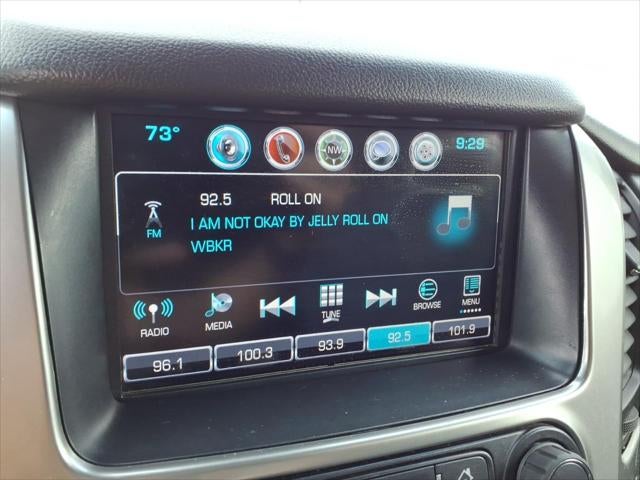 73° 9:29
NW
92.5 ROLL ON
I AM NOT OKAY BY JELLY ROLL ON
WBKR
FM
RADIO MEDIA TUNE BROWSE MENU
96.1 100.3 93.9 92.5 101.9